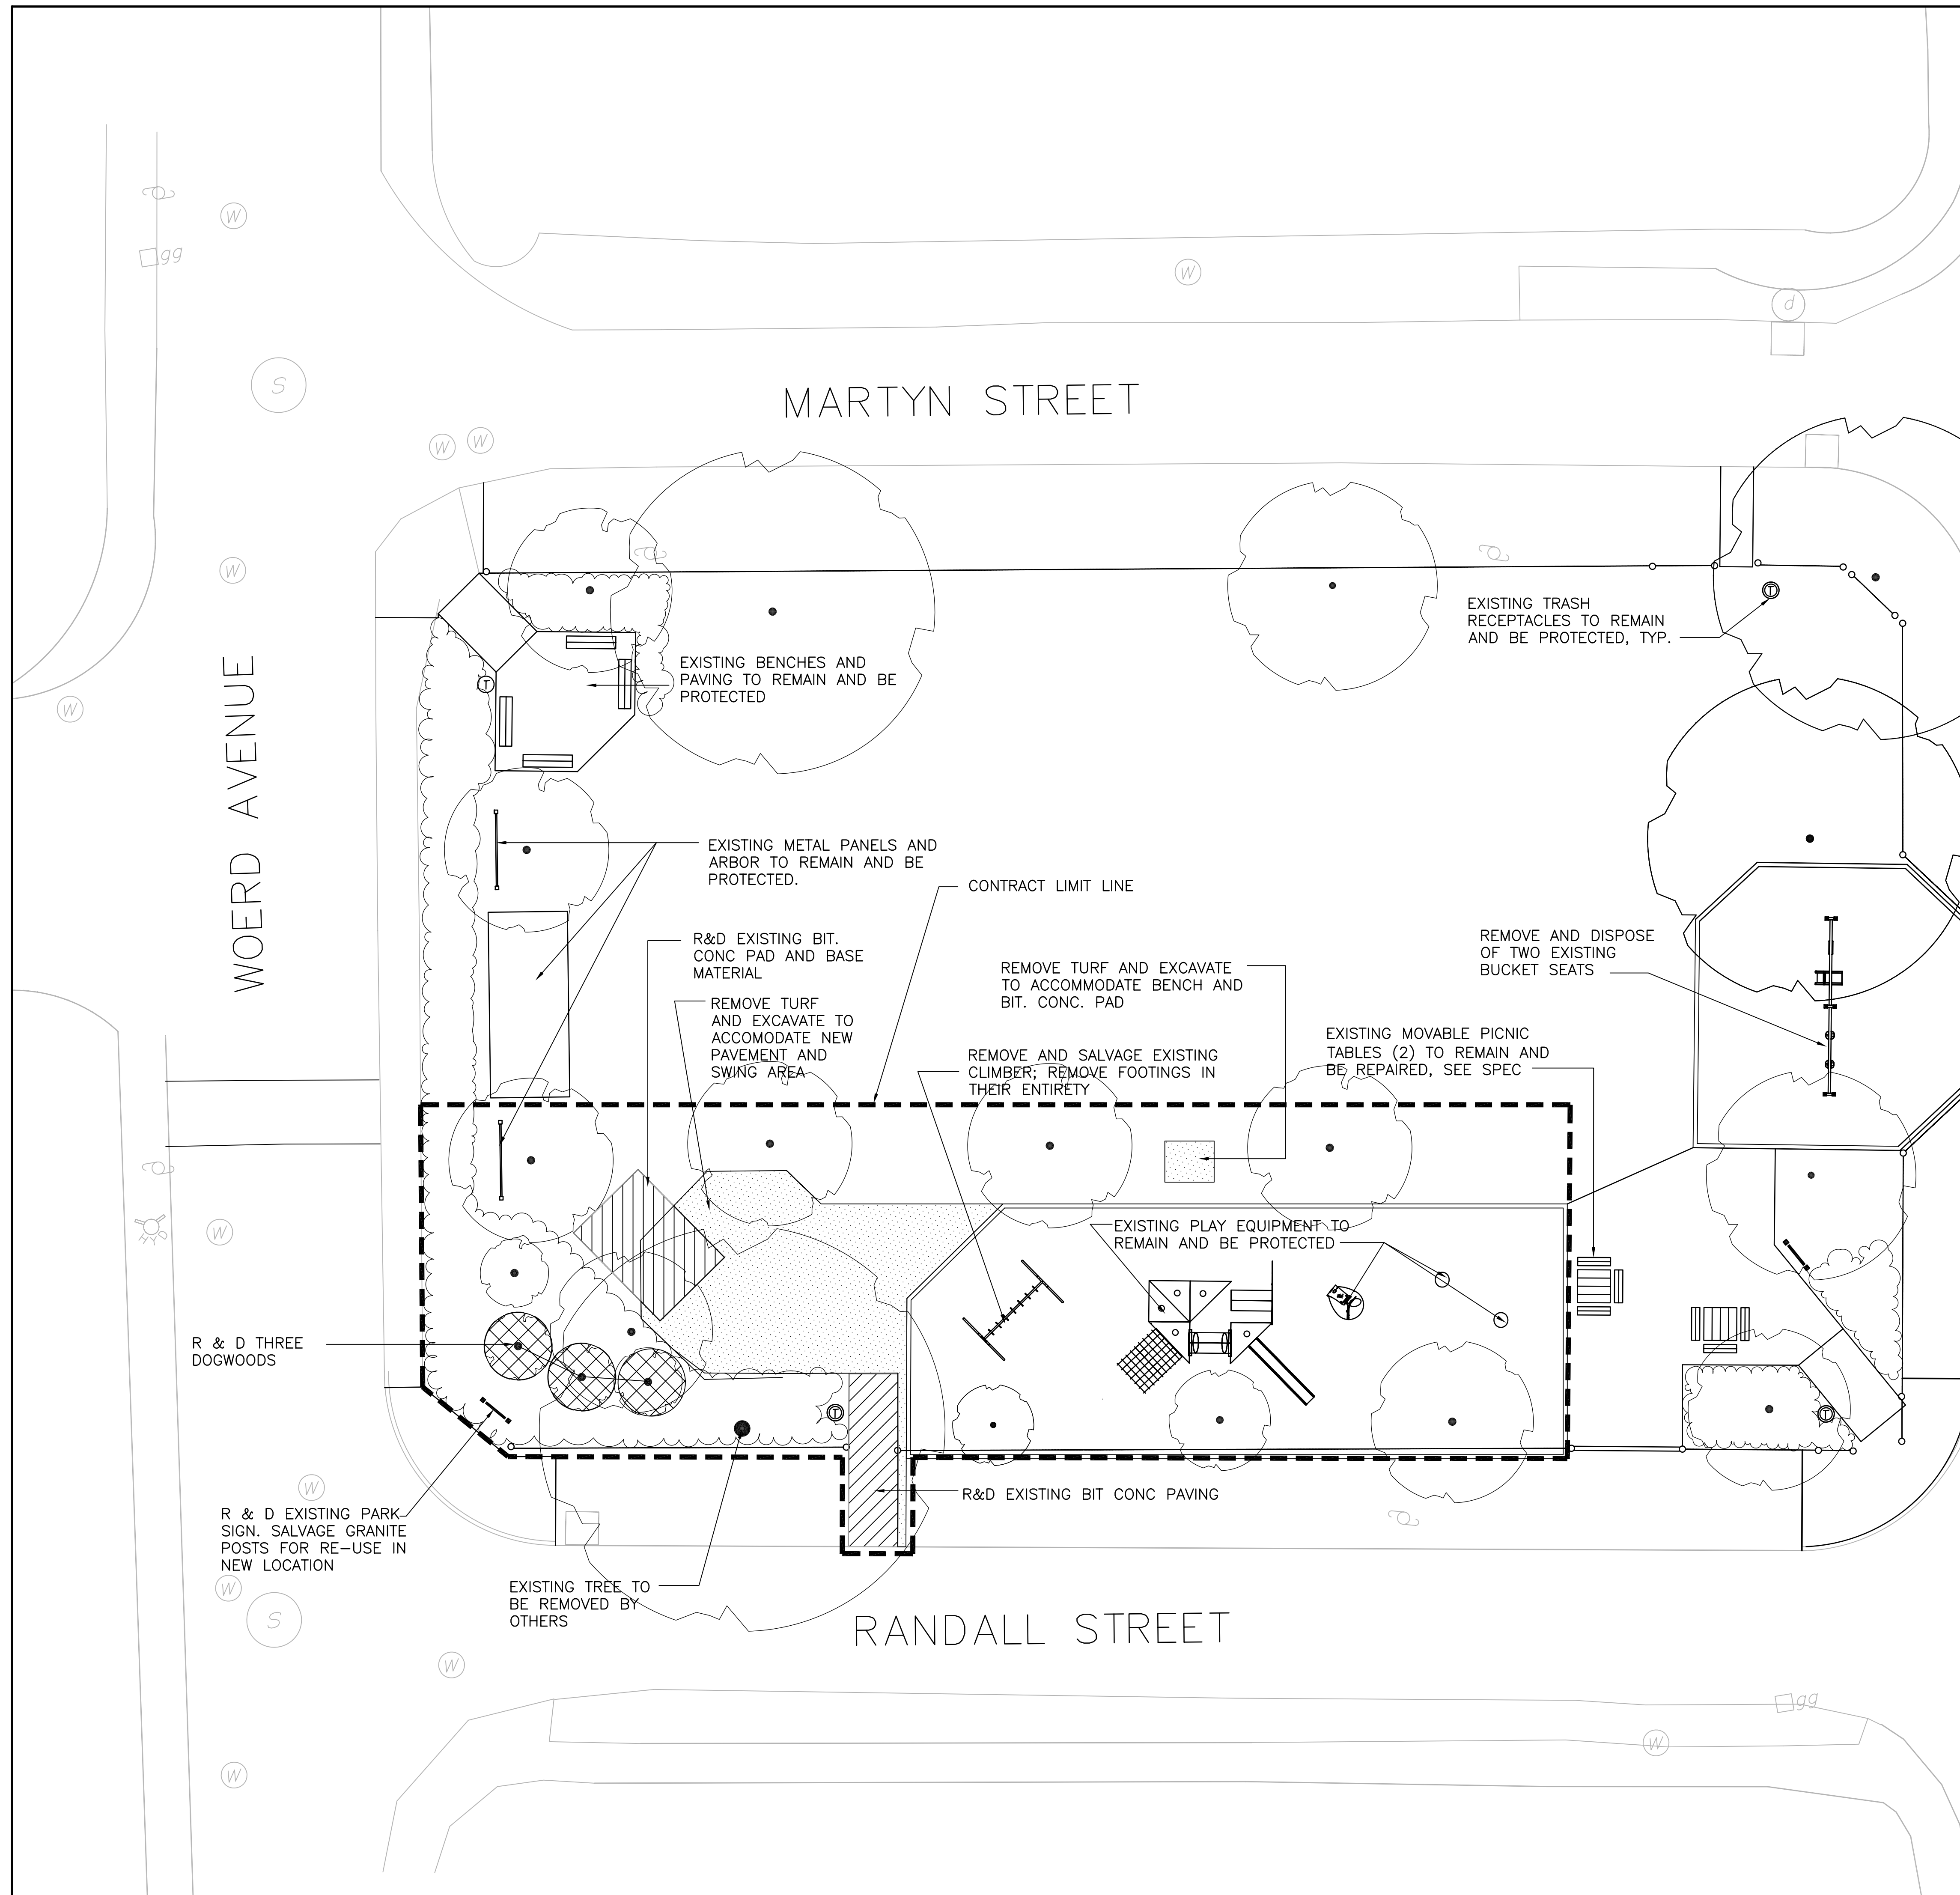 W
gg
W
d
S
MARTYN STREET
W
W
W
W
EXISTING TRASH
RECEPTACLES TO REMAIN
AND BE PROTECTED, TYP.
T
EXISTING BENCHES AND
PAVING TO REMAIN AND BE
PROTECTED
T
WOERD AVENUE
EXISTING METAL PANELS AND
ARBOR TO REMAIN AND BE
PROTECTED.
CONTRACT LIMIT LINE
R&D EXISTING BIT.
CONC PAD AND BASE
MATERIAL
REMOVE TURF
AND EXCAVATE TO
ACCOMODATE NEW
PAVEMENT AND
SWING AREA
REMOVE TURF AND EXCAVATE
TO ACCOMMODATE BENCH AND
BIT. CONC. PAD
REMOVE AND DISPOSE
OF TWO EXISTING
BUCKET SEATS
REMOVE AND SALVAGE EXISTING
CLIMBER; REMOVE FOOTINGS IN
THEIR ENTIRETY
EXISTING MOVABLE PICNIC
TABLES (2) TO REMAIN AND
BE REPAIRED, SEE SPEC
HYD
W
EXISTING PLAY EQUIPMENT TO
REMAIN AND BE PROTECTED
R & D THREE
DOGWOODS
T
T
R & D EXISTING PARK
SIGN. SALVAGE GRANITE
POSTS FOR RE-USE IN
NEW LOCATION
W
R&D EXISTING BIT CONC PAVING
W
S
EXISTING TREE TO
BE REMOVED BY
OTHERS
RANDALL STREET
W
gg
W
W